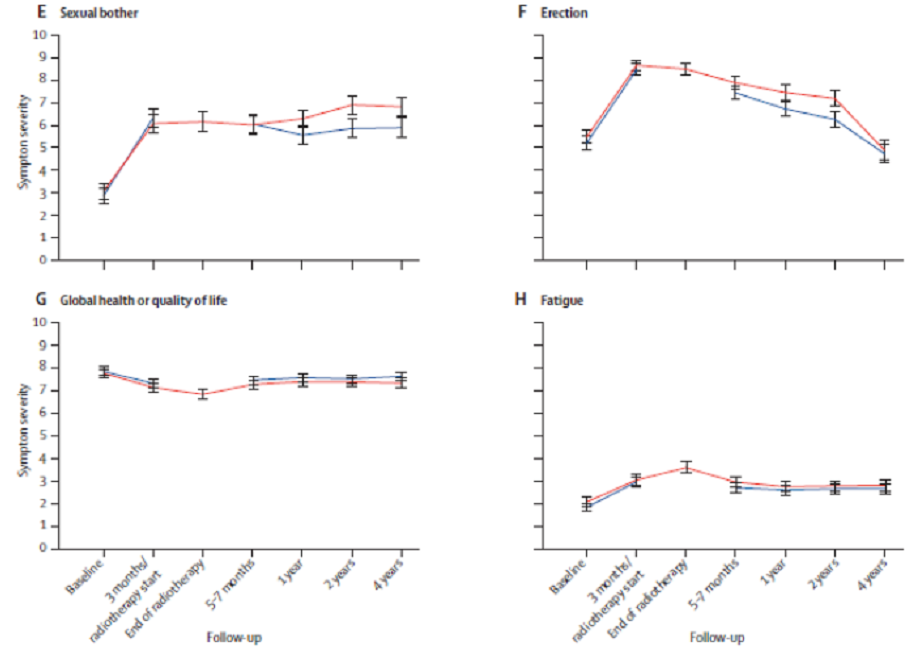 E Sexual bother
F Erection
10
9
8
7
6
5
4
3
2
1
0
Sympton severity
G Global health or quality of life
H Fatigue
10
9
8
7
6
5
4
3
2
1
0
Sympton severity
Baseline
3 months/
radiotherapy start
End of radiotherapy
5–7 months
1 year
2 years
4 years
Follow-up
Baseline
3 months/
radiotherapy start
End of radiotherapy
5–7 months
1 year
2 years
4 years
Follow-up